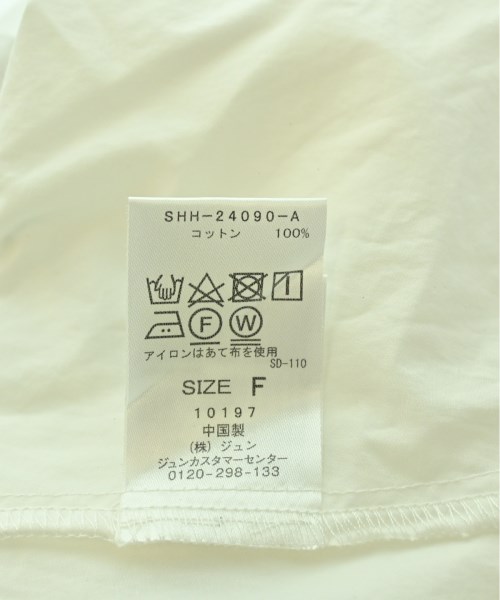 SHH-24090-A
コットン 100%
F W
アイロンはあて布を使用
SD-110
SIZE F
10197
中国製
(株) ジュン
ジュンカスタマーセンター
0120-298-133